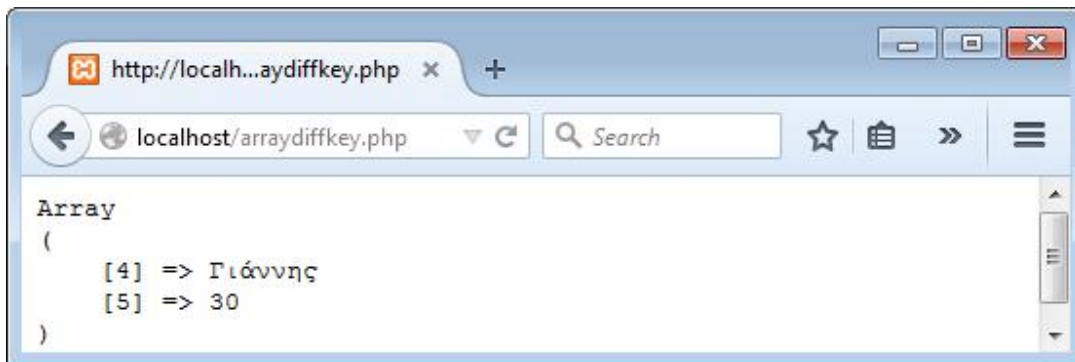 http://localh...aydiffkey.php
localhost/arraydiffkey.php
Search
Array
(
[4] => Γιάννης
[5] => 30
)